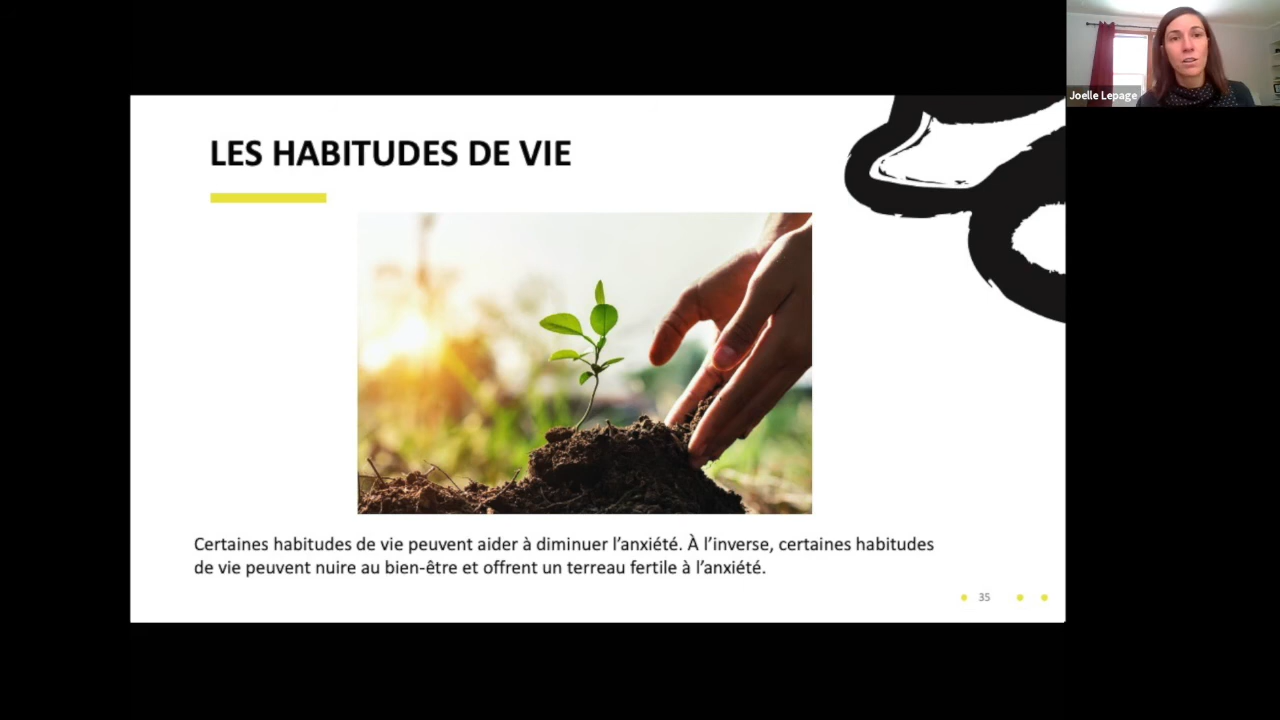 Joelle Lepage
LES HABITUDES DE VIE
Certaines habitudes de vie peuvent aider à diminuer l’anxiété. À l’inverse, certaines habitudes
de vie peuvent nuire au bien-être et offrent un terreau fertile à l’anxiété.
35